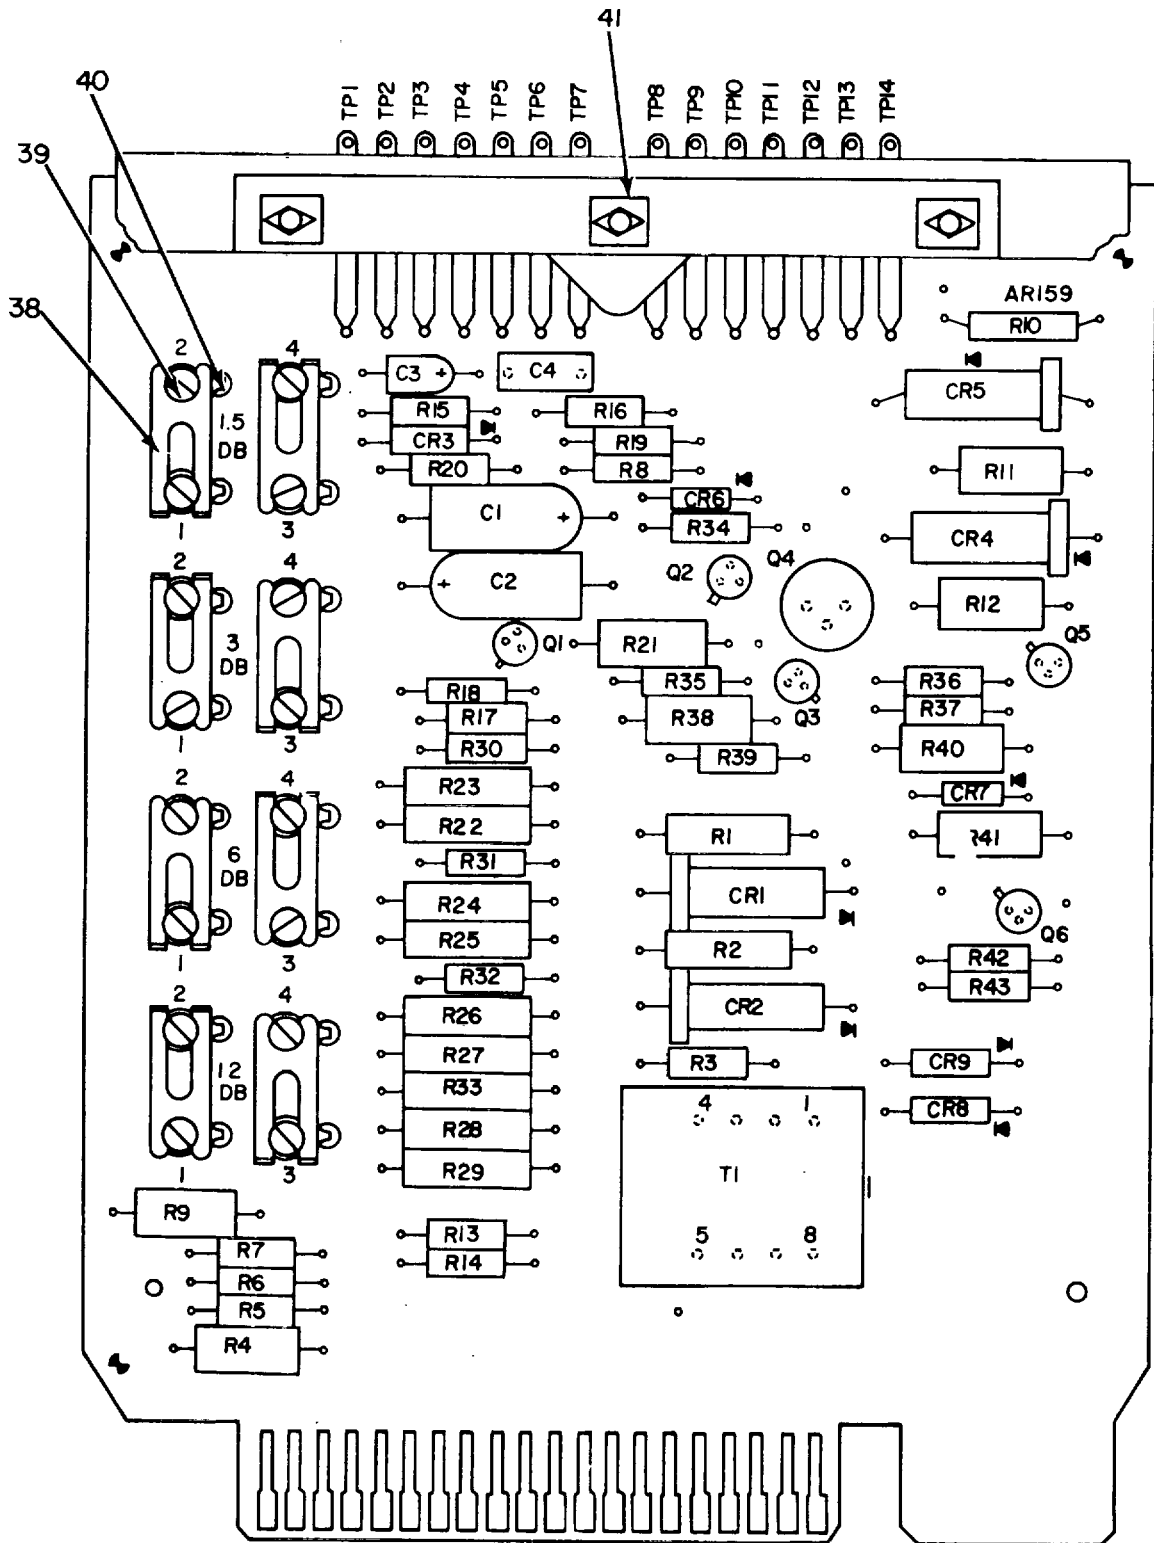 41
40
39
38
TP1 TP2 TP3 TP4 TP5 TP6 TP7 TP8 TP9 TP10 TP11 TP12 TP13 TP14
AR159
R10
2 4
1.5
DB
1 3
C3 + C4
R15 R16
CR3 R19
R20 R8
CR5
R11
CR6
C1 +
R34
CR4
2 4
3
DB
1 3
+ C2
Q2 Q4
R12
Q1 R21 Q5
R18 R35 R36
R17 R38 Q3 R37
R30 R39 R40
2 4
6
DB
1 3
R23 CR7
R22 R1 R41
R31
R24 CR1
R25 R2 Q6
R32 R42
R43
2 4
12
DB
1 3
R26 CR2
R27 R3 CR9
R33 CR8
R28
R29
4 1
T1
5 8
R9
R13
R7 R14
R6
R5
R4